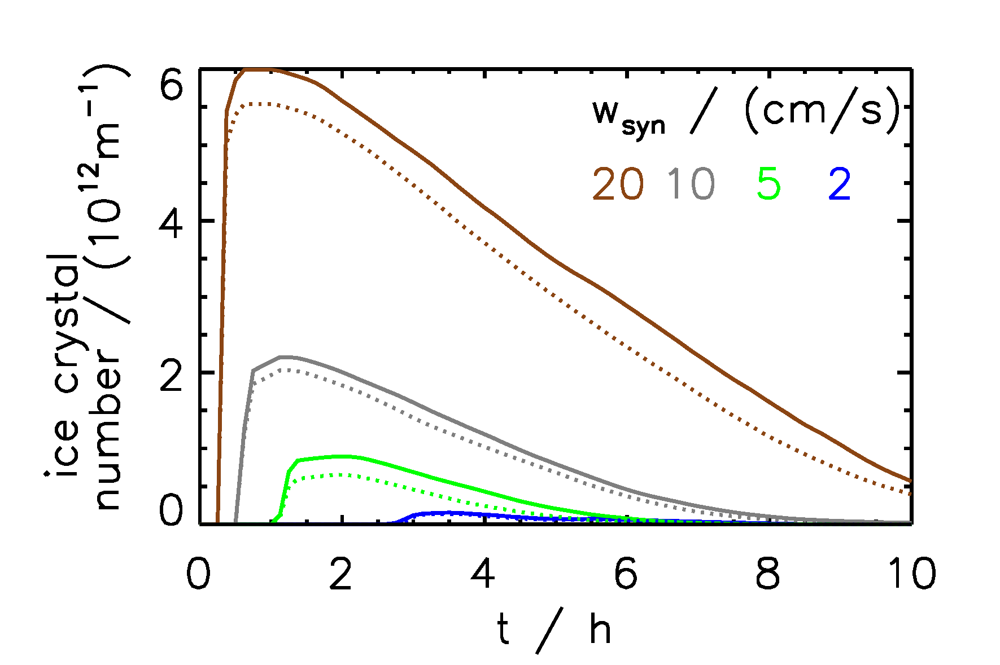 ice crystal
number / (10¹²m⁻¹)
6
4
2
0
w_syn / (cm/s)
20 10 5 2
0 2 4 6 8 10
t / h